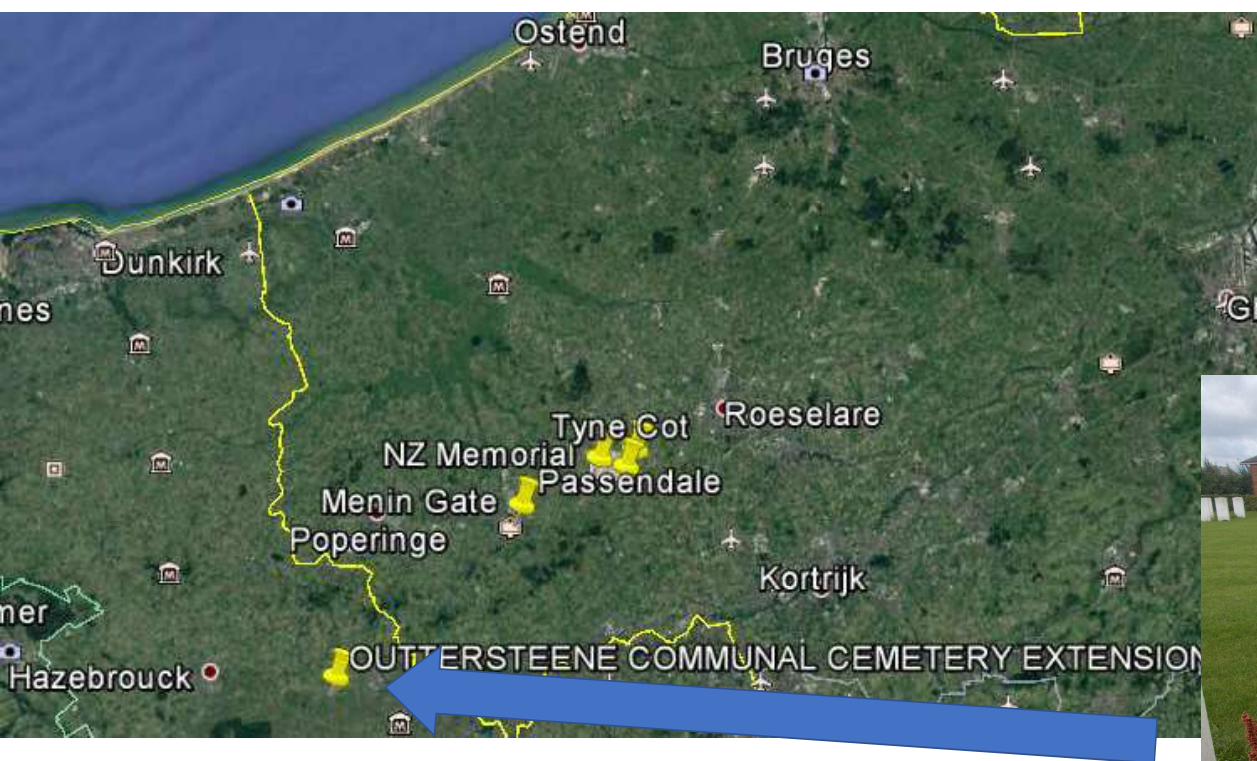 Ostend
Bruges
Dunkirk
nes
Tyne Cot
Roeselare
NZ Memorial
Passendale
Menin Gate
Poperinge
Kortrijk
mer
OUTTERSTEENE COMMUNAL CEMETERY EXTENSION
Hazebrouck